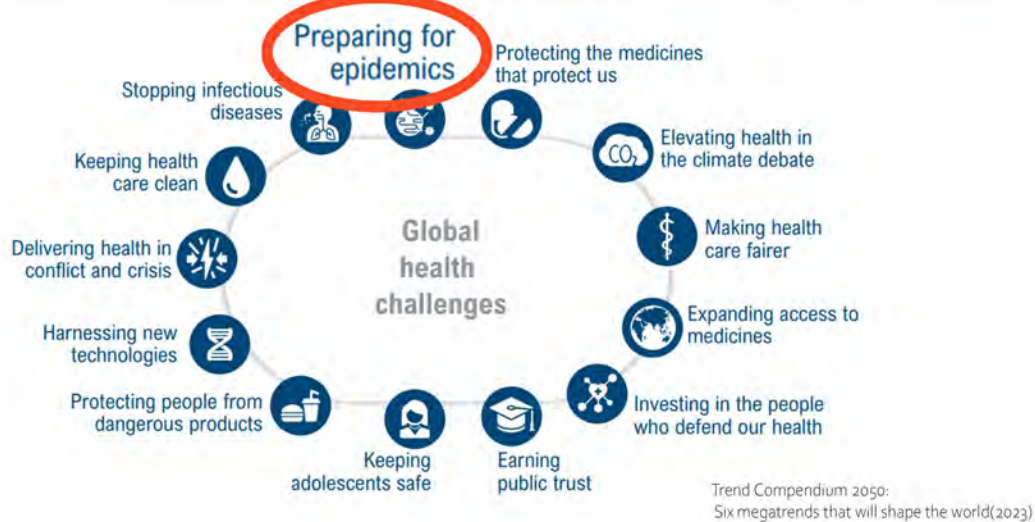 Preparing for
epidemics
Protecting the medicines
that protect us
Stopping infectious
diseases
CO₂
Elevating health in
the climate debate
Keeping health
care clean
Global
health
challenges
Making health
care fairer
Delivering health in
conflict and crisis
Expanding access to
medicines
Harnessing new
technologies
Protecting people from
dangerous products
Investing in the people
who defend our health
Keeping
adolescents safe
Earning
public trust
Trend Compendium 2050:
Six megatrends that will shape the world(2023)